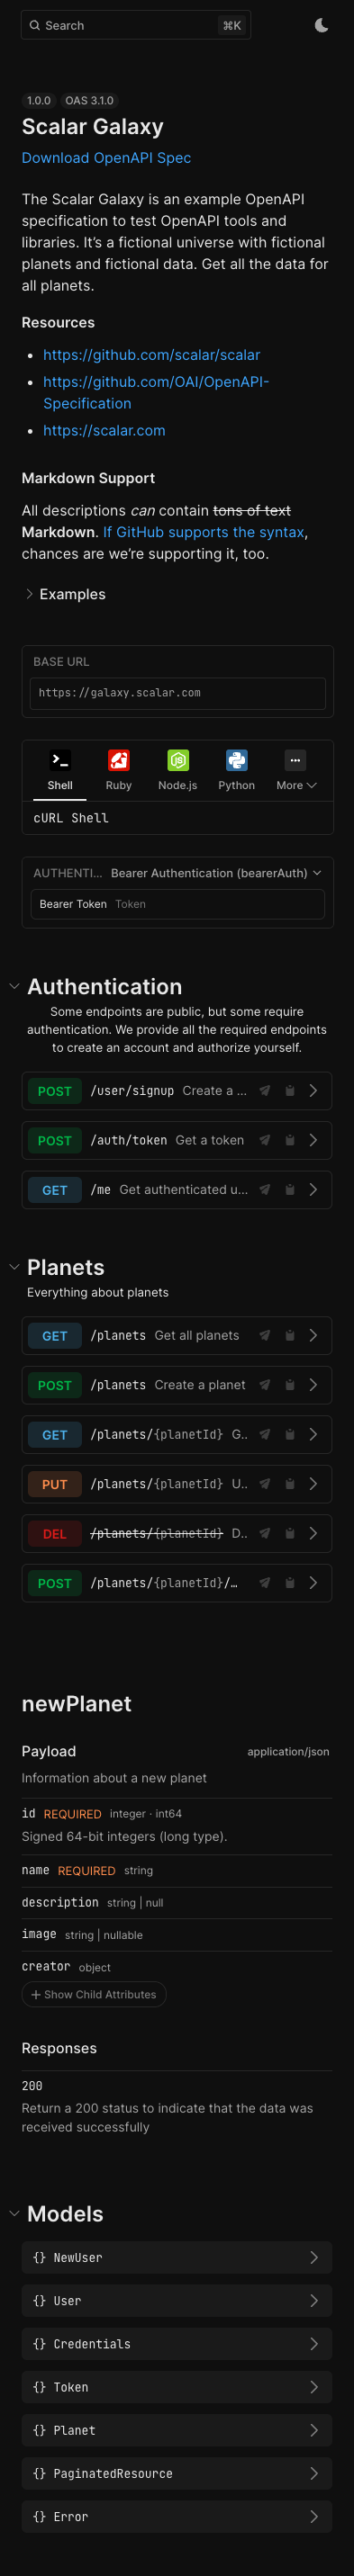 Search ⌘K
1.0.0 OAS 3.1.0
Scalar Galaxy
Download OpenAPI Spec
The Scalar Galaxy is an example OpenAPI
specification to test OpenAPI tools and
libraries. It's a fictional universe with fictional
planets and fictional data. Get all the data for
all planets.
Resources
• https://github.com/scalar/scalar
• https://github.com/OAI/OpenAPI-
Specification
• https://scalar.com
Markdown Support
All descriptions can contain tons of text
Markdown. If GitHub supports the syntax,
chances are we're supporting it, too.
Examples
BASE URL
https://galaxy.scalar.com
Shell Ruby Node.js Python More
cURL Shell
AUTHENTI... Bearer Authentication (bearerAuth)
Bearer Token Token
Authentication
Some endpoints are public, but some require
authentication. We provide all the required endpoints
to create an account and authorize yourself.
POST /user/signup Create a ...
POST /auth/token Get a token
GET /me Get authenticated u...
Planets
Everything about planets
GET /planets Get all planets
POST /planets Create a planet
GET /planets/{planetId} G...
PUT /planets/{planetId} U...
DEL /planets/{planetId} D...
POST /planets/{planetId}/...
newPlanet
Payload application/json
Information about a new planet
id REQUIRED integer · int64
Signed 64-bit integers (long type).
name REQUIRED string
description string | null
image string | nullable
creator object
+ Show Child Attributes
Responses
200
Return a 200 status to indicate that the data was
received successfully
Models
{} NewUser
{} User
{} Credentials
{} Token
{} Planet
{} PaginatedResource
{} Error